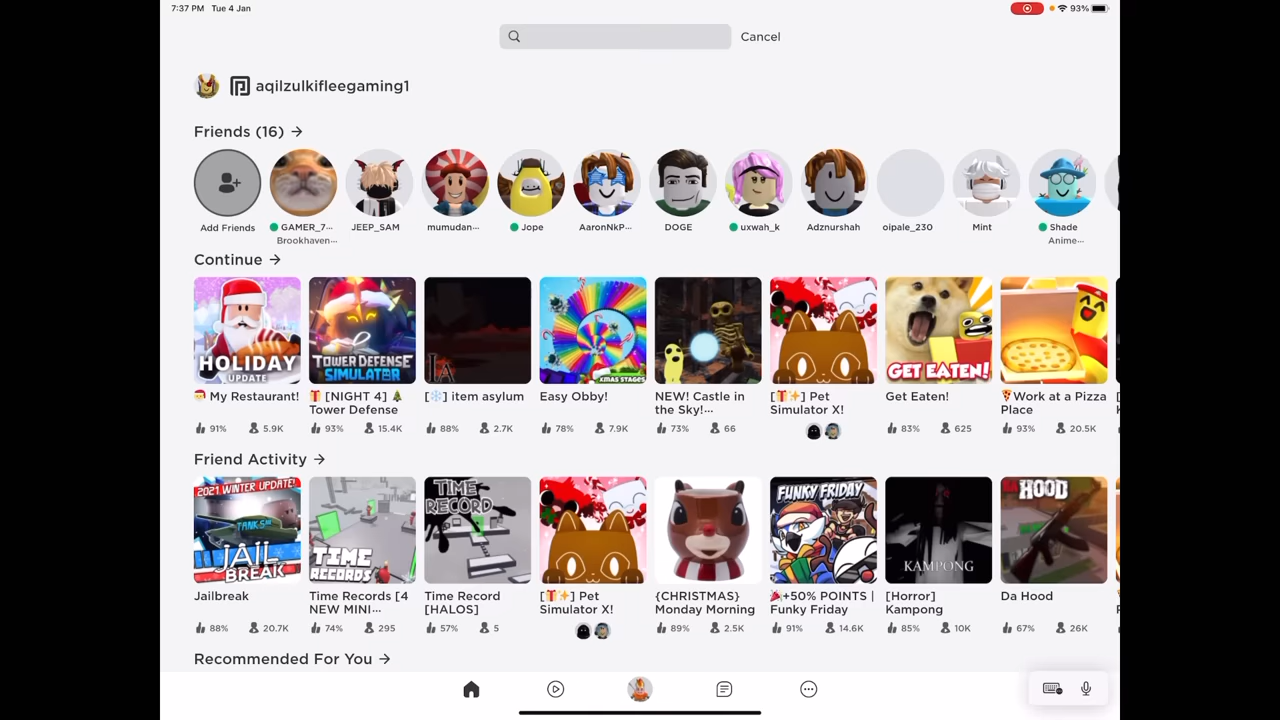 7:37 PM Tue 4 Jan
93%
Cancel
aqilzulkifleegaming1
Friends (16) →
Add Friends
GAMER_7···
Brookhaven···
JEEP_SAM
mumudan···
Jope
AaronNkP···
DOGE
uxwah_k
Adznurshah
oipale_230
Mint
Shade
Anime···
Continue →
HOLIDAY
UPDATE
TOWER DEFENSE
SIMULATOR
XMAS STAGES
GET EATEN!
🎅 My Restaurant!
🎁 [NIGHT 4] 🎄
Tower Defense
[❄️] item asylum
Easy Obby!
NEW! Castle in
the Sky!···
[🎁✨] Pet
Simulator X!
Get Eaten!
🍕Work at a Pizza
Place
91% 5.9K
93% 15.4K
88% 2.7K
78% 7.9K
73% 66
83% 625
93% 20.5K
Friend Activity →
2021 WINTER UPDATE!
TANKS
JAIL
BREAK
TIME
RECORDS
TIME
RECORD
FUNKY FRIDAY
KAMPONG
DA HOOD
Jailbreak
Time Records [4
NEW MINI···
Time Record
[HALOS]
[🎁✨] Pet
Simulator X!
{CHRISTMAS}
Monday Morning
🎉+50% POINTS |
Funky Friday
[Horror]
Kampong
Da Hood
88% 20.7K
74% 295
57% 5
89% 2.5K
91% 14.6K
85% 10K
67% 26K
Recommended For You →